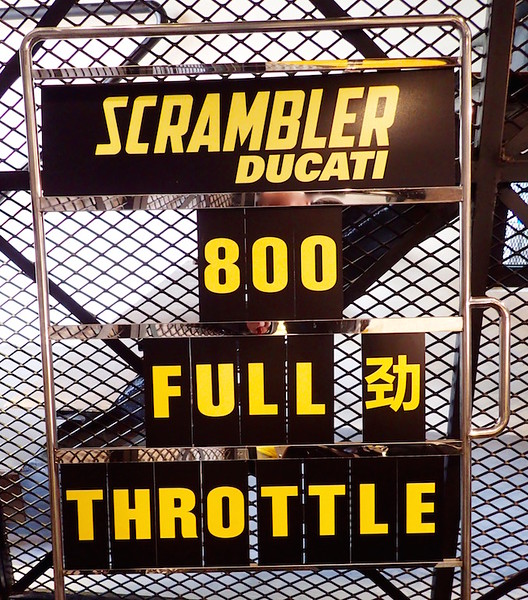 SCRAMBLER
DUCATI
800
FULL 劲
THROTTLE